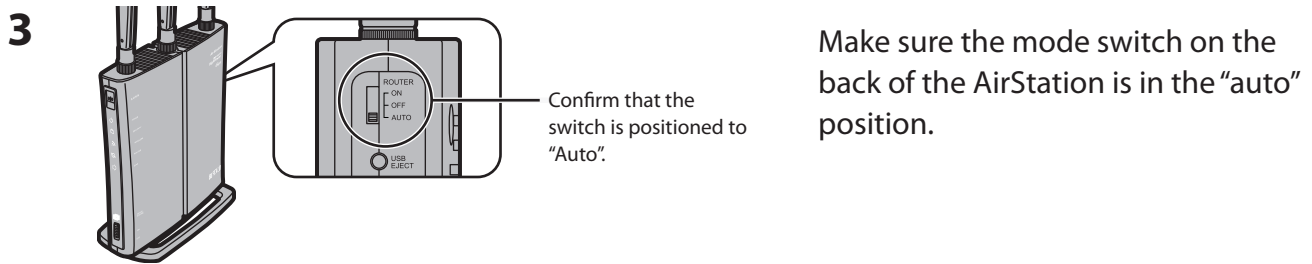 3
ROUTER
ON
OFF
AUTO
USB
EJECT
Confirm that the
switch is positioned to
“Auto”.
Make sure the mode switch on the
back of the AirStation is in the “auto”
position.